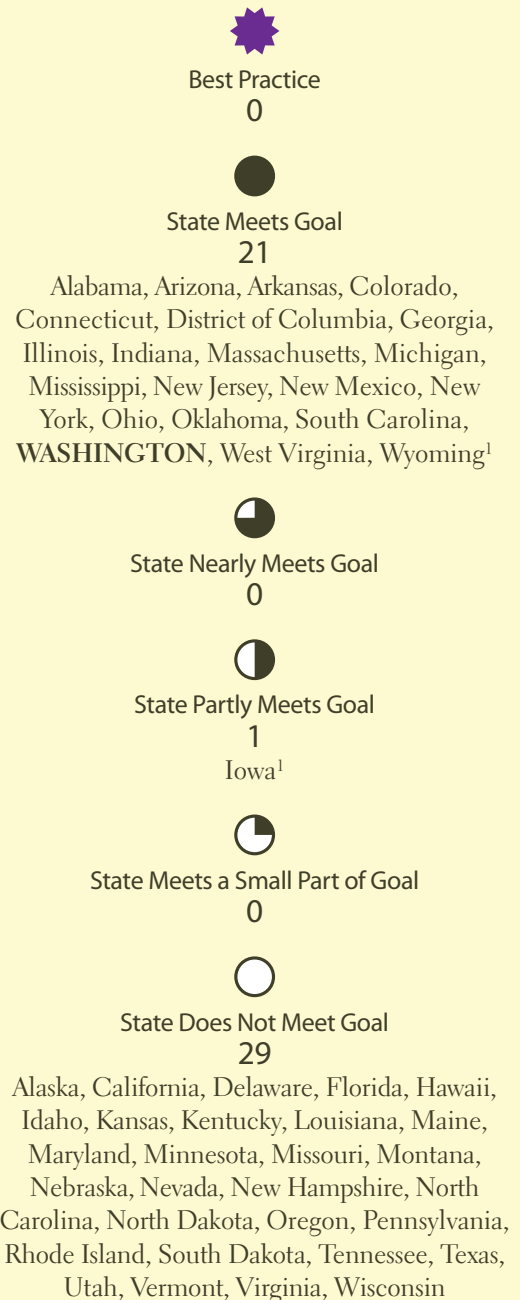 Best Practice
0
State Meets Goal
21
Alabama, Arizona, Arkansas, Colorado,
Connecticut, District of Columbia, Georgia,
Illinois, Indiana, Massachusetts, Michigan,
Mississippi, New Jersey, New Mexico, New
York, Ohio, Oklahoma, South Carolina,
WASHINGTON, West Virginia, Wyoming¹
State Nearly Meets Goal
0
State Partly Meets Goal
1
Iowa¹
State Meets a Small Part of Goal
0
State Does Not Meet Goal
29
Alaska, California, Delaware, Florida, Hawaii,
Idaho, Kansas, Kentucky, Louisiana, Maine,
Maryland, Minnesota, Missouri, Montana,
Nebraska, Nevada, New Hampshire, North
Carolina, North Dakota, Oregon, Pennsylvania,
Rhode Island, South Dakota, Tennessee, Texas,
Utah, Vermont, Virginia, Wisconsin